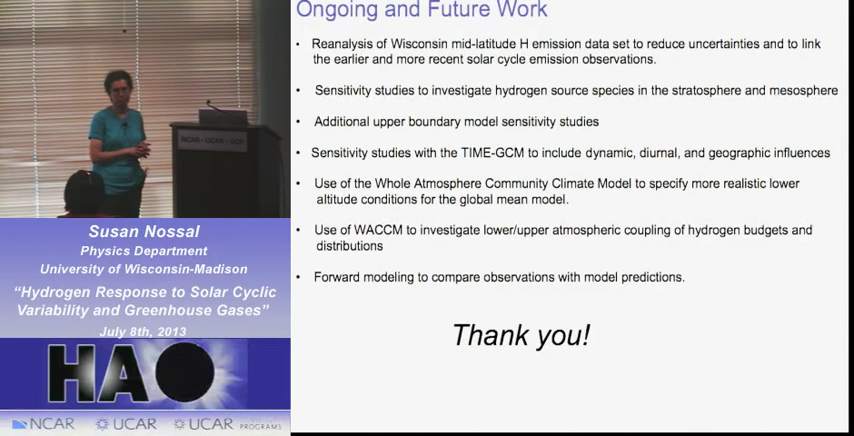 Ongoing and Future Work
• Reanalysis of Wisconsin mid-latitude H emission data set to reduce uncertainties and to link
the earlier and more recent solar cycle emission observations.
• Sensitivity studies to investigate hydrogen source species in the stratosphere and mesosphere
• Additional upper boundary model sensitivity studies
• Sensitivity studies with the TIME-GCM to include dynamic, diurnal, and geographic influences
• Use of the Whole Atmosphere Community Climate Model to specify more realistic lower
altitude conditions for the global mean model.
• Use of WACCM to investigate lower/upper atmospheric coupling of hydrogen budgets and
distributions
• Forward modeling to compare observations with model predictions.
Thank you!
NCAR • UCAR • UCP
Susan Nossal
Physics Department
University of Wisconsin-Madison
“Hydrogen Response to Solar Cyclic
Variability and Greenhouse Gases”
July 8th, 2013
HAO
NCAR UCAR UCAR PROGRAMS